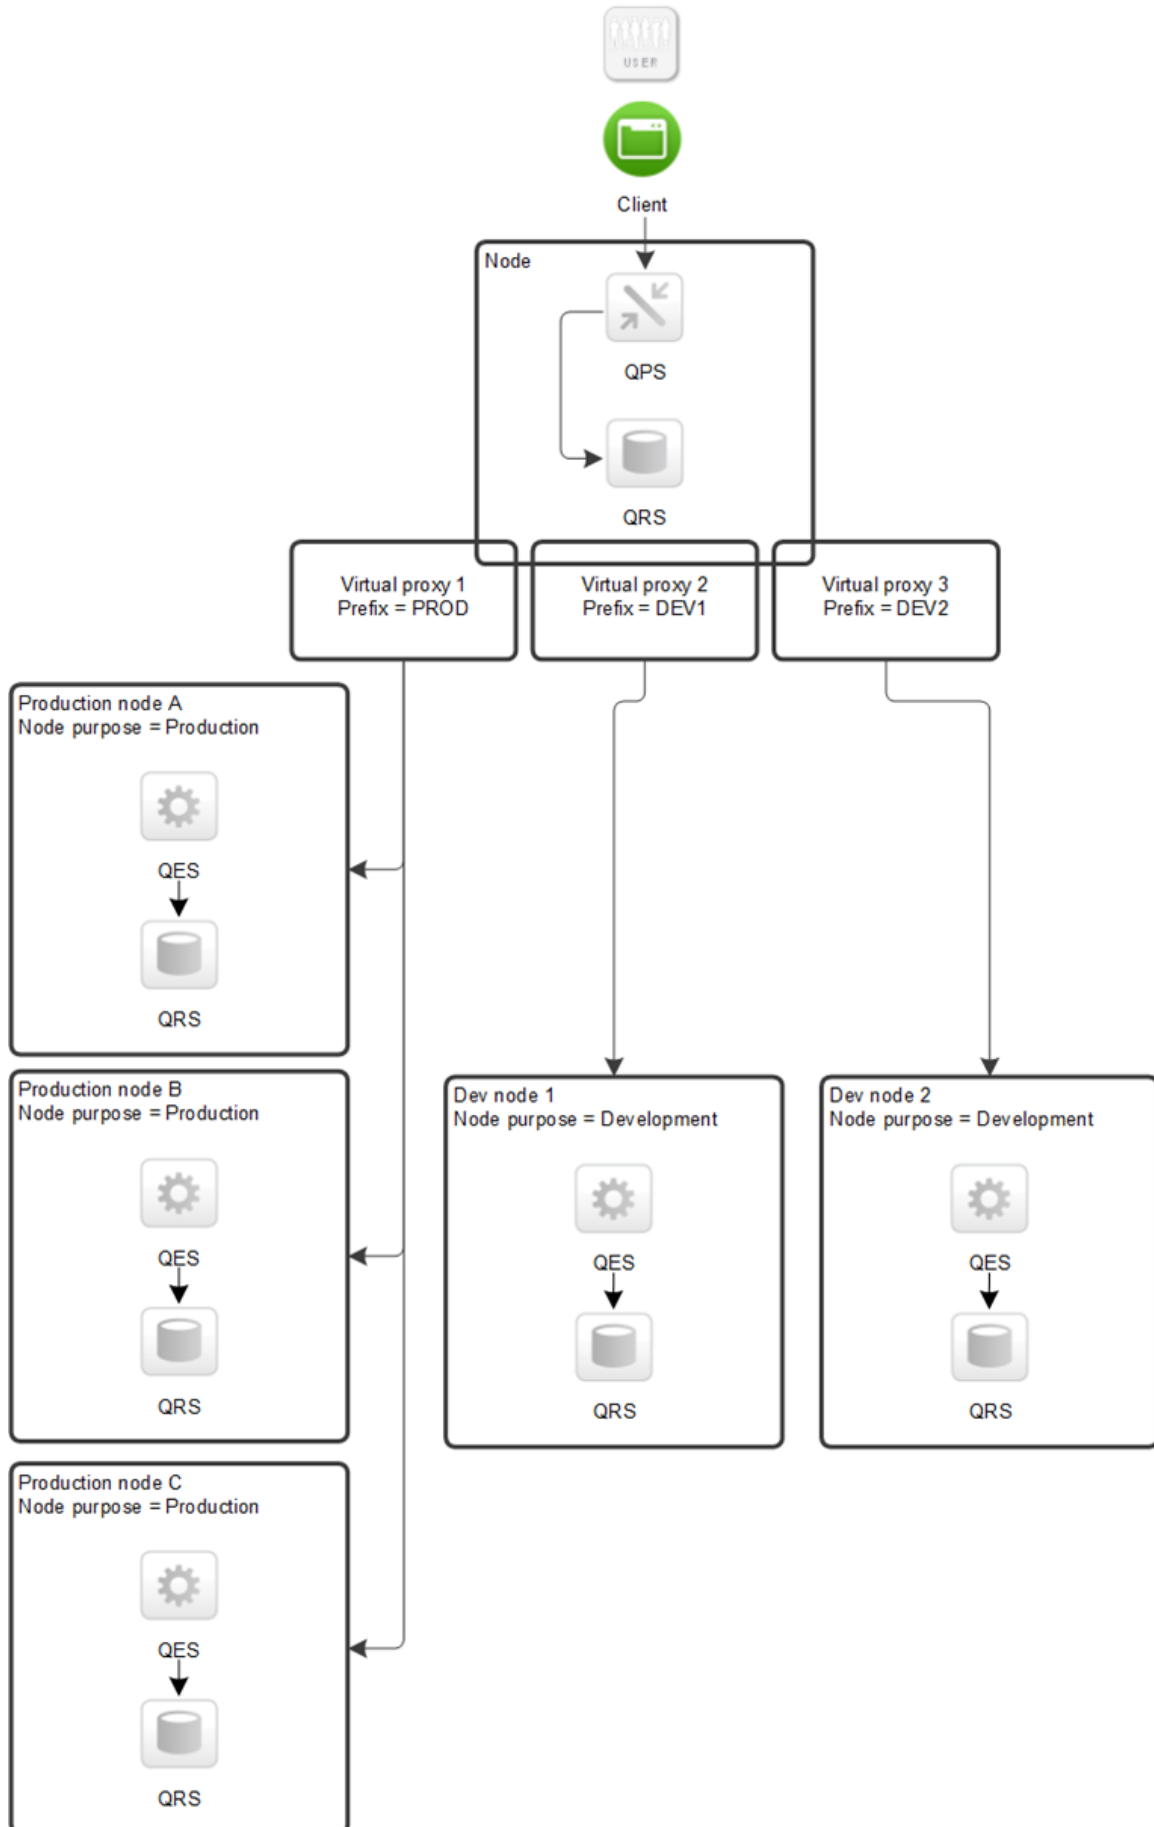 USER
Client
Node
QPS
QRS
Virtual proxy 1
Prefix = PROD
Virtual proxy 2
Prefix = DEV1
Virtual proxy 3
Prefix = DEV2
Production node A
Node purpose = Production
QES
QRS
Production node B
Node purpose = Production
QES
QRS
Dev node 1
Node purpose = Development
QES
QRS
Dev node 2
Node purpose = Development
QES
QRS
Production node C
Node purpose = Production
QES
QRS